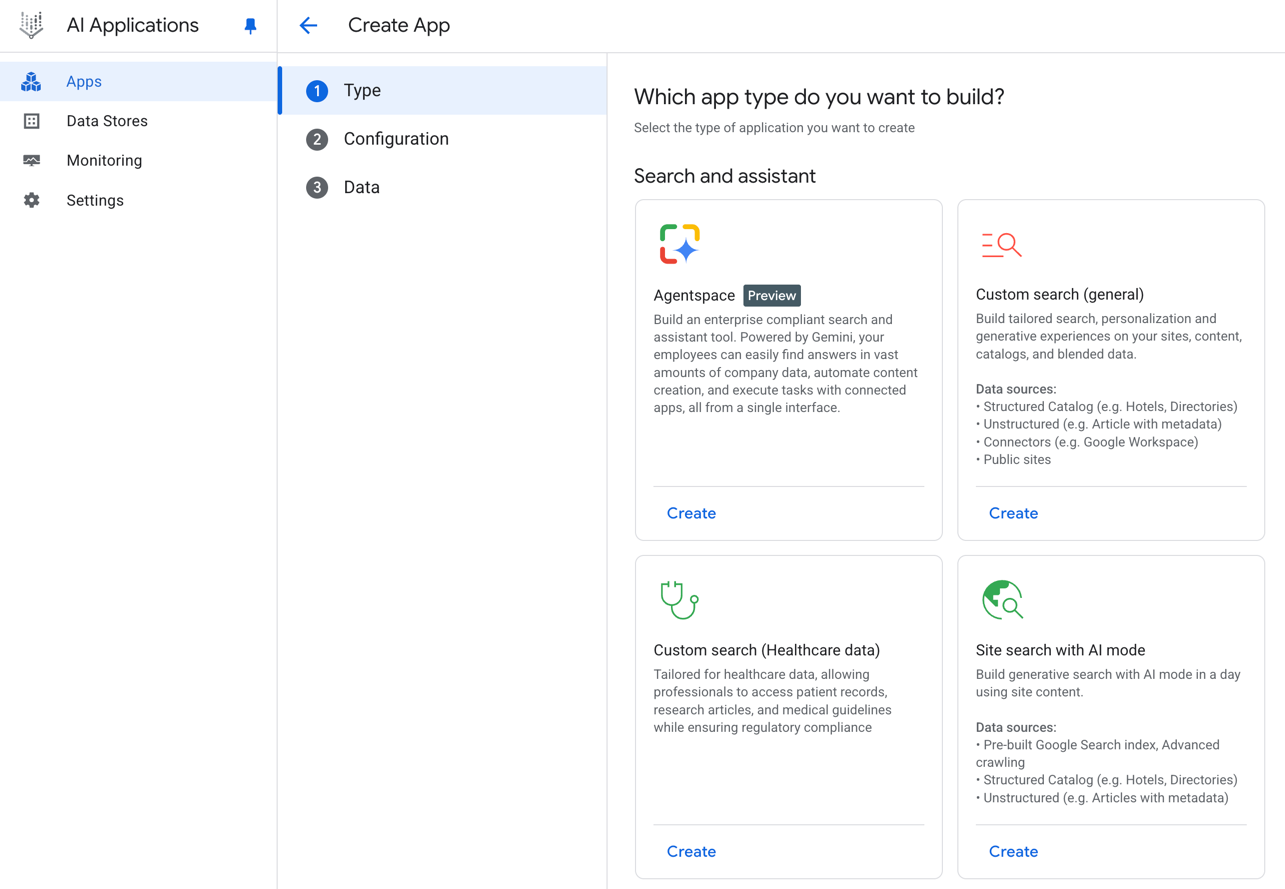 AI Applications
Create App
Apps
Data Stores
Monitoring
Settings
1 Type
2 Configuration
3 Data
Which app type do you want to build?
Select the type of application you want to create
Search and assistant
Agentspace Preview
Build an enterprise compliant search and
assistant tool. Powered by Gemini, your
employees can easily find answers in vast
amounts of company data, automate content
creation, and execute tasks with connected
apps, all from a single interface.
Create
Custom search (general)
Build tailored search, personalization and
generative experiences on your sites, content,
catalogs, and blended data.
Data sources:
• Structured Catalog (e.g. Hotels, Directories)
• Unstructured (e.g. Article with metadata)
• Connectors (e.g. Google Workspace)
• Public sites
Create
Custom search (Healthcare data)
Tailored for healthcare data, allowing
professionals to access patient records,
research articles, and medical guidelines
while ensuring regulatory compliance
Create
Site search with AI mode
Build generative search with AI mode in a day
using site content.
Data sources:
• Pre-built Google Search index, Advanced
crawling
• Structured Catalog (e.g. Hotels, Directories)
• Unstructured (e.g. Articles with metadata)
Create